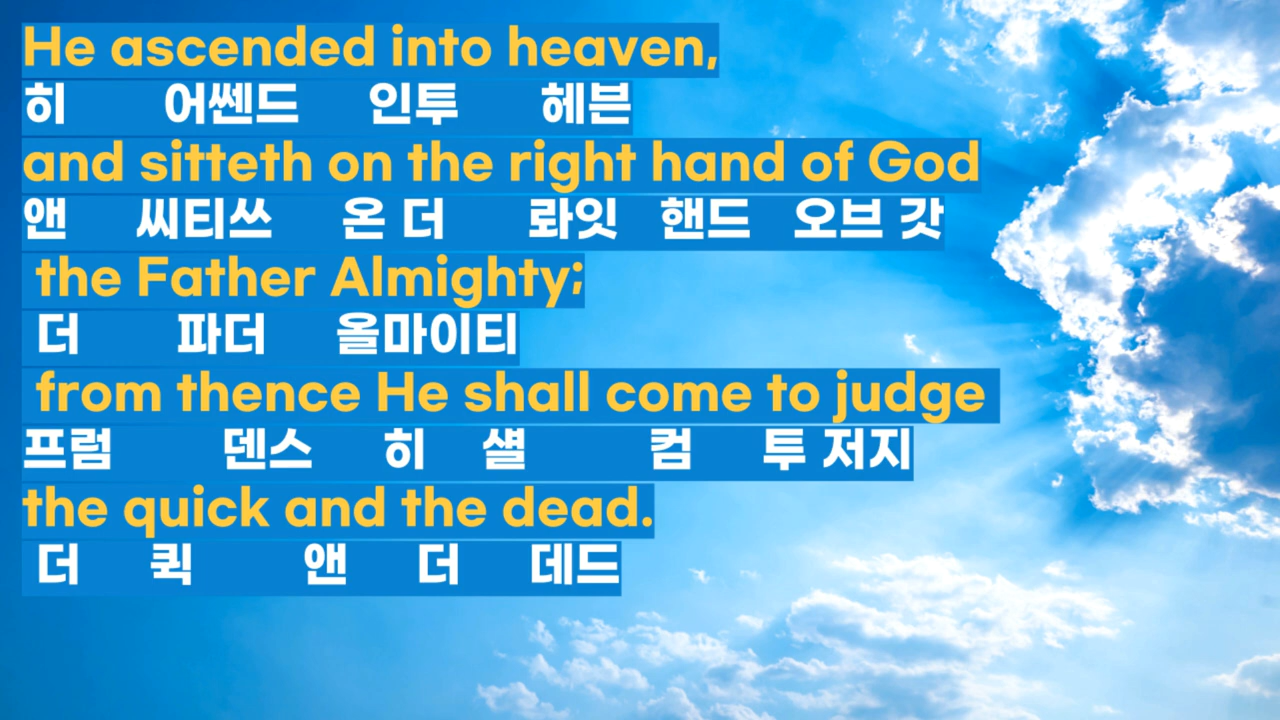 He ascended into heaven,
히 어쎈드 인투 헤븐
and sitteth on the right hand of God
앤 씨티쓰 온 더 롸잇 핸드 오브 갓
the Father Almighty;
더 파더 올마이티
from thence He shall come to judge
프럼 덴스 히 섈 컴 투 저지
the quick and the dead.
더 퀵 앤 더 데드